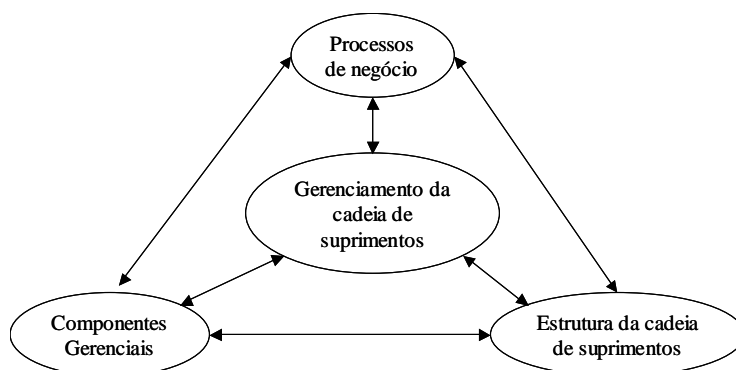 Processos
de negócio
Gerenciamento da
cadeia de
suprimentos
Componentes
Gerenciais
Estrutura da cadeia
de suprimentos